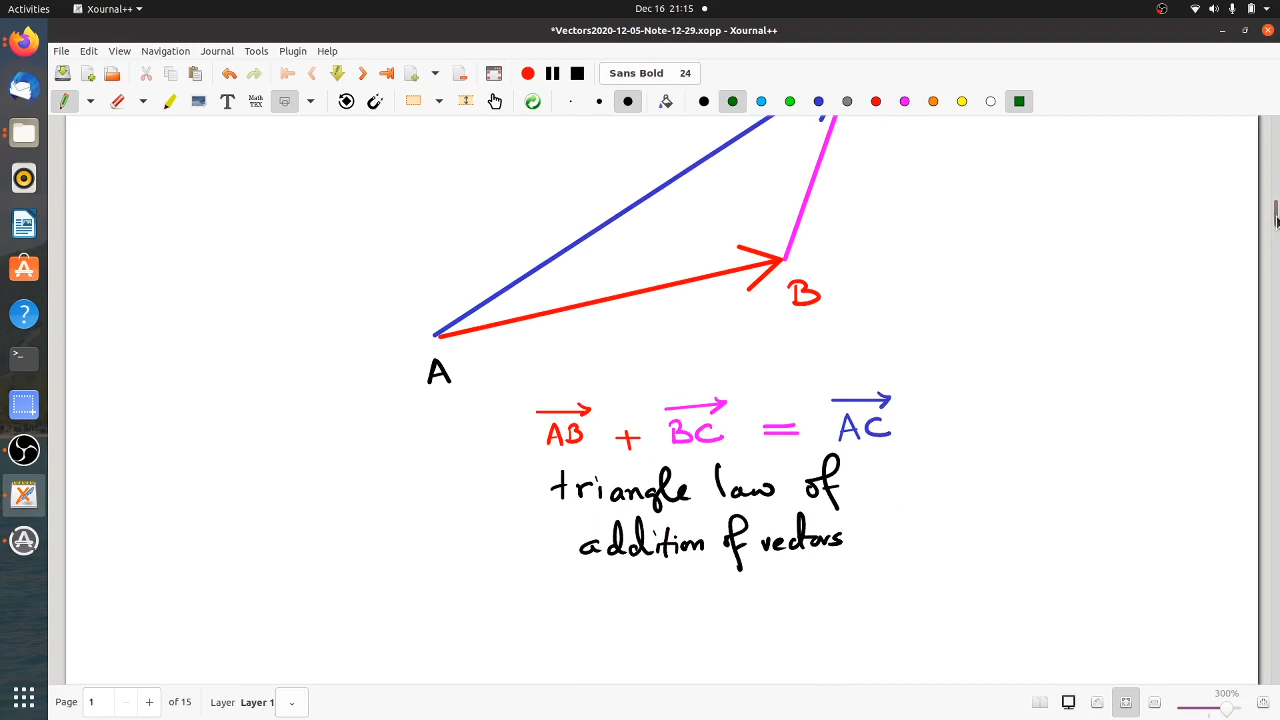 Activities
Xournal++
Dec 16 21:15
*Vectors2020-12-05-Note-12-29.xopp - Xournal++
File Edit View Navigation Journal Tools Plugin Help
Sans Bold 24
B
A
AB + BC = AC
triangle law of
addition of vectors
Page 1 of 15 Layer Layer 1
300%